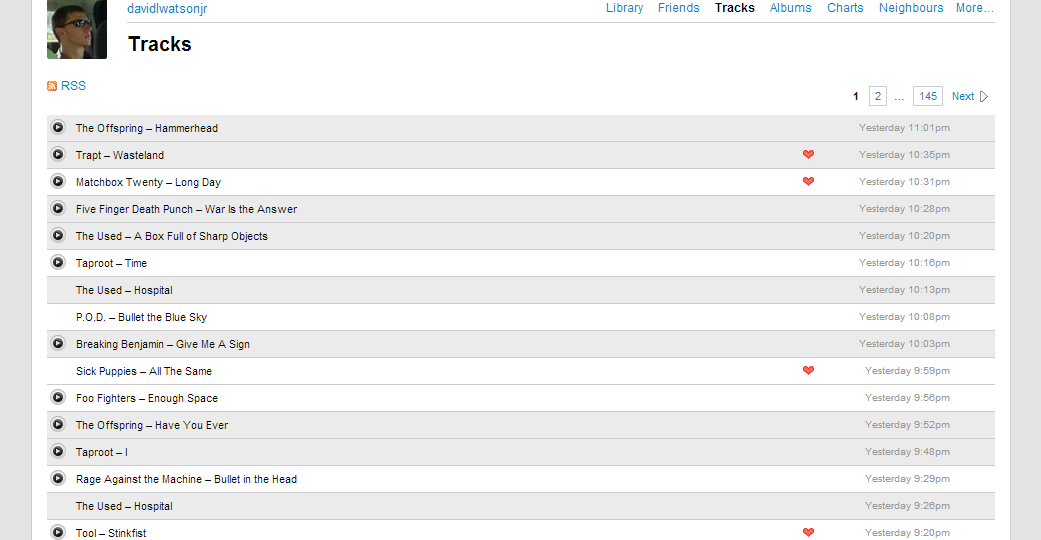 davidlwatsonjr
Library Friends Tracks Albums Charts Neighbours More...
Tracks
RSS
1 2 ... 145 Next
The Offspring – Hammerhead Yesterday 11:01pm
Trapt – Wasteland Yesterday 10:35pm
Matchbox Twenty – Long Day Yesterday 10:31pm
Five Finger Death Punch – War Is the Answer Yesterday 10:28pm
The Used – A Box Full of Sharp Objects Yesterday 10:20pm
Taproot – Time Yesterday 10:16pm
The Used – Hospital Yesterday 10:13pm
P.O.D. – Bullet the Blue Sky Yesterday 10:08pm
Breaking Benjamin – Give Me A Sign Yesterday 10:03pm
Sick Puppies – All The Same Yesterday 9:59pm
Foo Fighters – Enough Space Yesterday 9:56pm
The Offspring – Have You Ever Yesterday 9:52pm
Taproot – I Yesterday 9:48pm
Rage Against the Machine – Bullet in the Head Yesterday 9:29pm
The Used – Hospital Yesterday 9:26pm
Tool – Stinkfist Yesterday 9:20pm